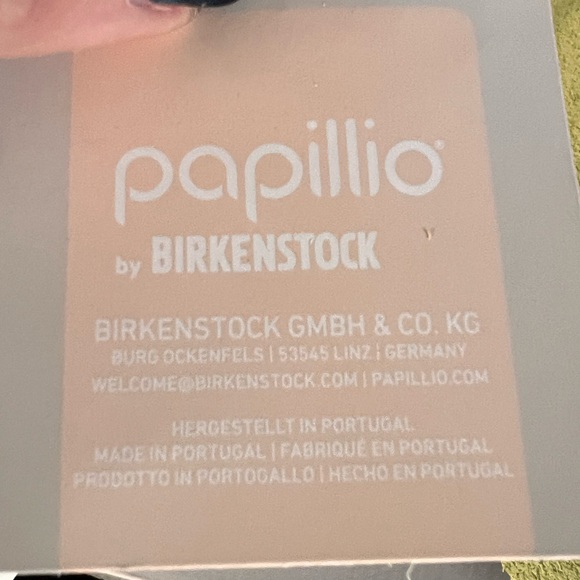 papillio®
by BIRKENSTOCK
BIRKENSTOCK GMBH & CO. KG
BURG OCKENFELS | 53545 LINZ | GERMANY
WELCOME@BIRKENSTOCK.COM | PAPILLIO.COM
HERGESTELLT IN PORTUGAL
MADE IN PORTUGAL | FABRIQUÉ EN PORTUGAL
PRODOTTO IN PORTOGALLO | HECHO EN PORTUGAL